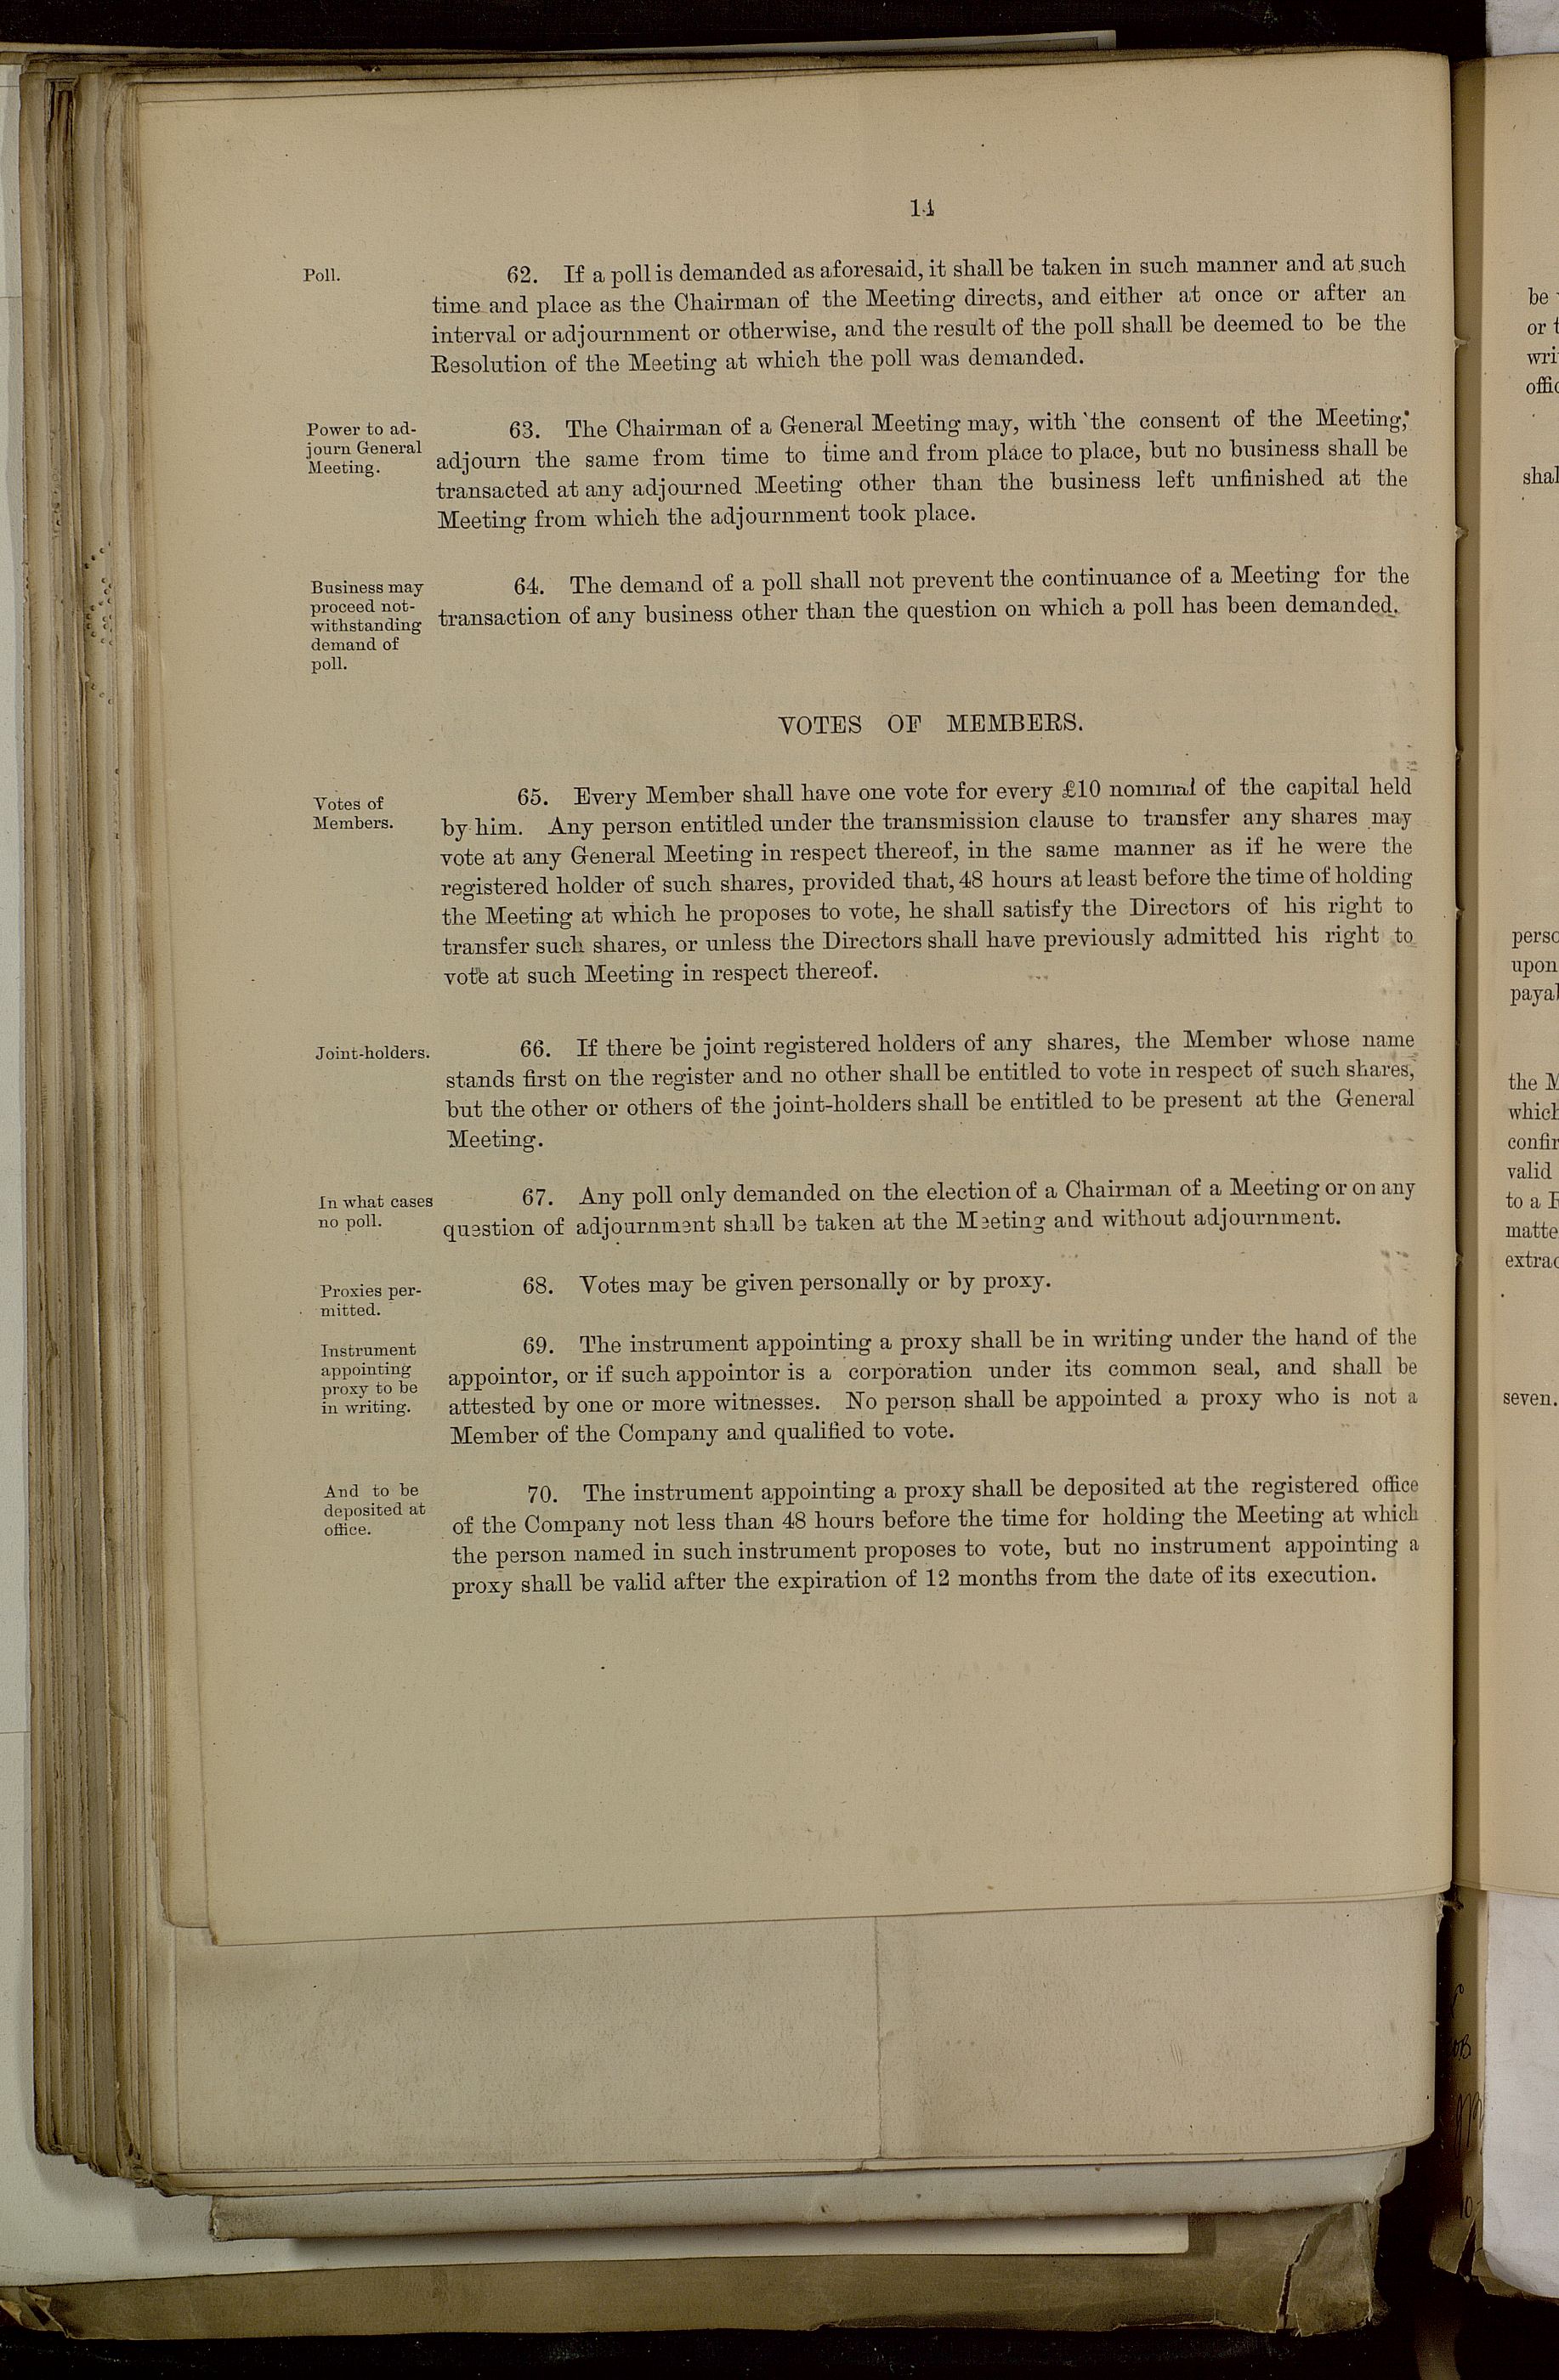 14
Poll.
62. If a poll is demanded as aforesaid, it shall be taken in such manner and at such
time and place as the Chairman of the Meeting directs, and either at once or after an
interval or adjournment or otherwise, and the result of the poll shall be deemed to be the
Resolution of the Meeting at which the poll was demanded.
Power to ad-
journ General
Meeting.
63. The Chairman of a General Meeting may, with the consent of the Meeting,
adjourn the same from time to time and from place to place, but no business shall be
transacted at any adjourned Meeting other than the business left unfinished at the
Meeting from which the adjournment took place.
Business may
proceed not-
withstanding
demand of
poll.
64. The demand of a poll shall not prevent the continuance of a Meeting for the
transaction of any business other than the question on which a poll has been demanded.
VOTES OF MEMBERS.
Votes of
Members.
65. Every Member shall have one vote for every £10 nominal of the capital held
by him. Any person entitled under the transmission clause to transfer any shares may
vote at any General Meeting in respect thereof, in the same manner as if he were the
registered holder of such shares, provided that, 48 hours at least before the time of holding
the Meeting at which he proposes to vote, he shall satisfy the Directors of his right to
transfer such shares, or unless the Directors shall have previously admitted his right to
vote at such Meeting in respect thereof.
Joint-holders.
66. If there be joint registered holders of any shares, the Member whose name
stands first on the register and no other shall be entitled to vote in respect of such shares,
but the other or others of the joint-holders shall be entitled to be present at the General
Meeting.
In what cases
no poll.
67. Any poll only demanded on the election of a Chairman of a Meeting or on any
question of adjournment shall be taken at the Meeting and without adjournment.
Proxies per-
mitted.
68. Votes may be given personally or by proxy.
Instrument
appointing
proxy to be
in writing.
69. The instrument appointing a proxy shall be in writing under the hand of the
appointor, or if such appointor is a corporation under its common seal, and shall be
attested by one or more witnesses. No person shall be appointed a proxy who is not a
Member of the Company and qualified to vote.
And to be
deposited at
office.
70. The instrument appointing a proxy shall be deposited at the registered office
of the Company not less than 48 hours before the time for holding the Meeting at which
the person named in such instrument proposes to vote, but no instrument appointing a
proxy shall be valid after the expiration of 12 months from the date of its execution.
be
or
upon
the
valid
to a
seven.